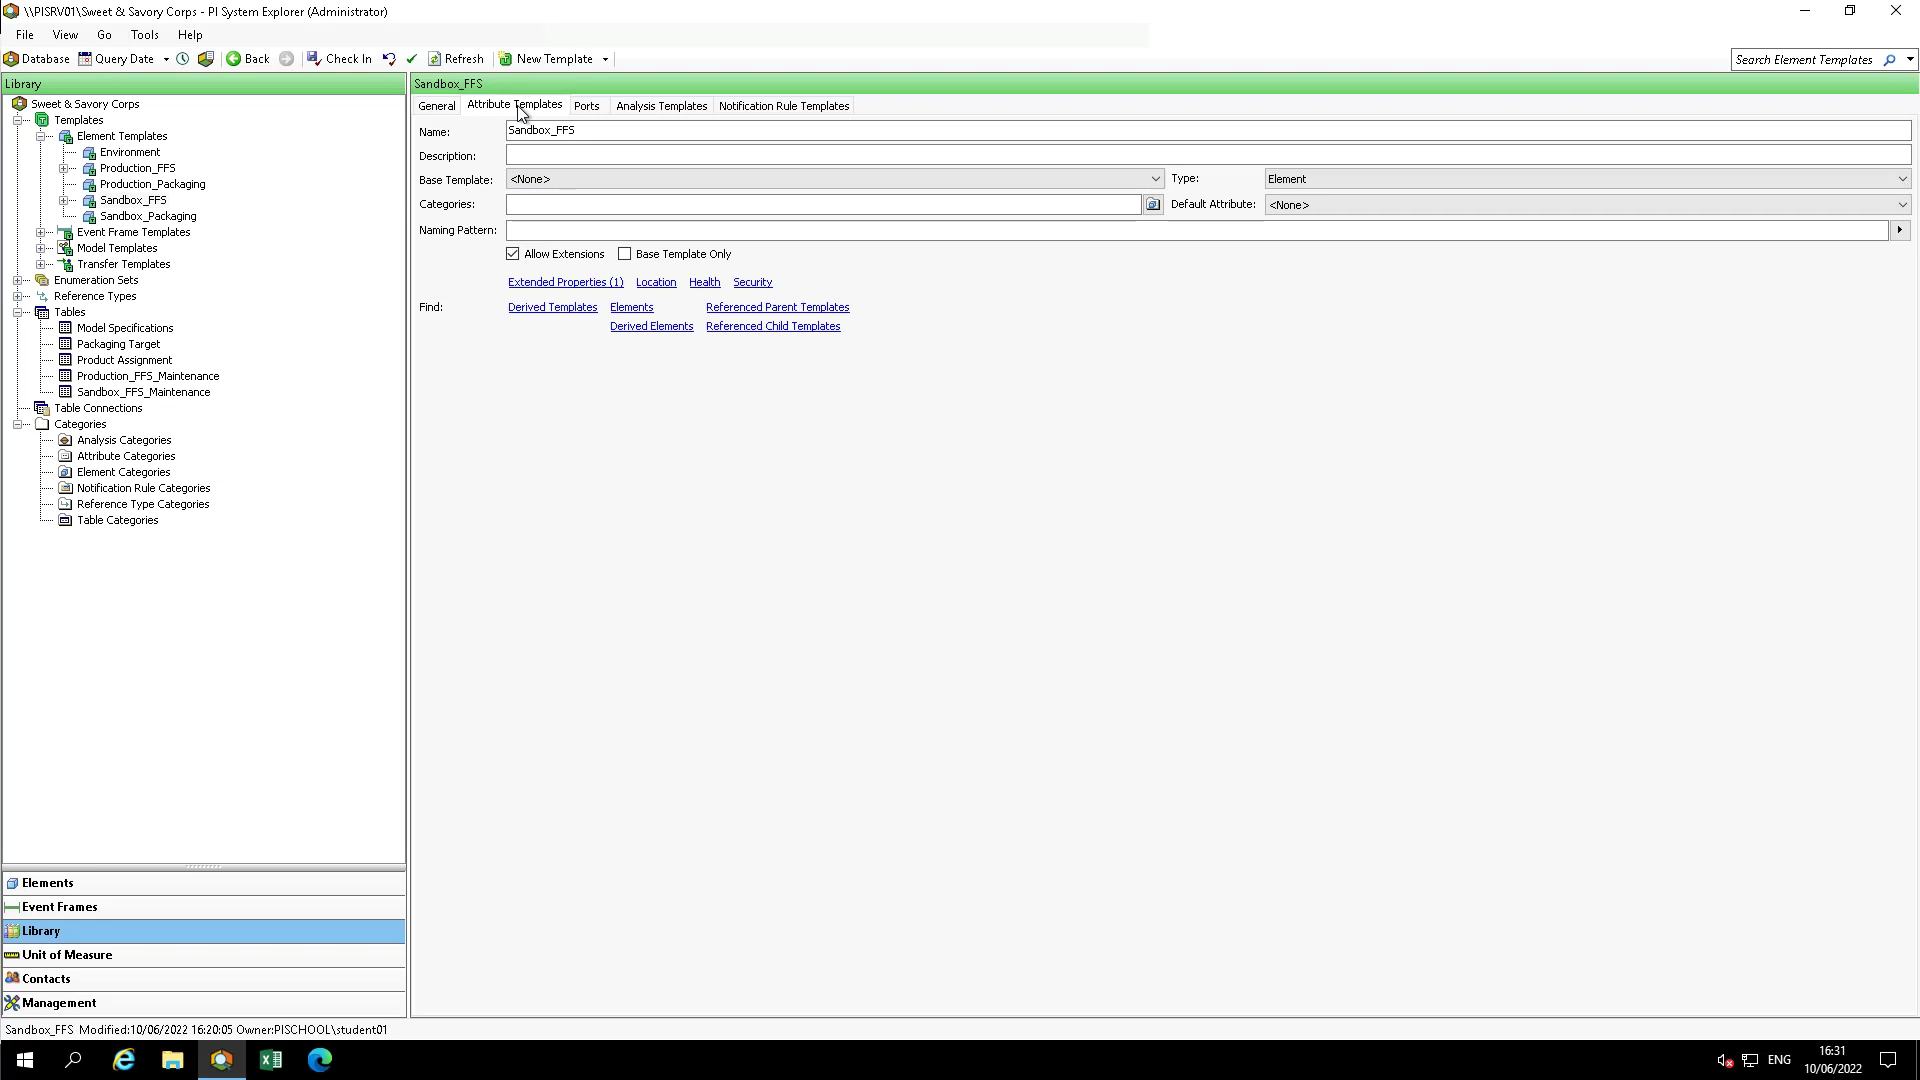 \\PISRV01\Sweet & Savory Corps - PI System Explorer (Administrator)
File View Go Tools Help
Database Query Date Back Check In Refresh New Template Search Element Templates
Library
Sweet & Savory Corps
Templates
Element Templates
Environment
Production_FFS
Production_Packaging
Sandbox_FFS
Sandbox_Packaging
Event Frame Templates
Model Templates
Transfer Templates
Enumeration Sets
Reference Types
Tables
Model Specifications
Packaging Target
Product Assignment
Production_FFS_Maintenance
Sandbox_FFS_Maintenance
Table Connections
Categories
Analysis Categories
Attribute Categories
Element Categories
Notification Rule Categories
Reference Type Categories
Table Categories
Elements
Event Frames
Library
Unit of Measure
Contacts
Management
Sandbox_FFS
General Attribute Templates Ports Analysis Templates Notification Rule Templates
Name: Sandbox_FFS
Description:
Base Template: <None> Type: Element
Categories: Default Attribute: <None>
Naming Pattern:
Allow Extensions Base Template Only
Extended Properties (1) Location Health Security
Find: Derived Templates Elements Referenced Parent Templates
Derived Elements Referenced Child Templates
Sandbox_FFS Modified:10/06/2022 16:20:05 Owner:PISCHOOL\student01
ENG
16:31
10/06/2022